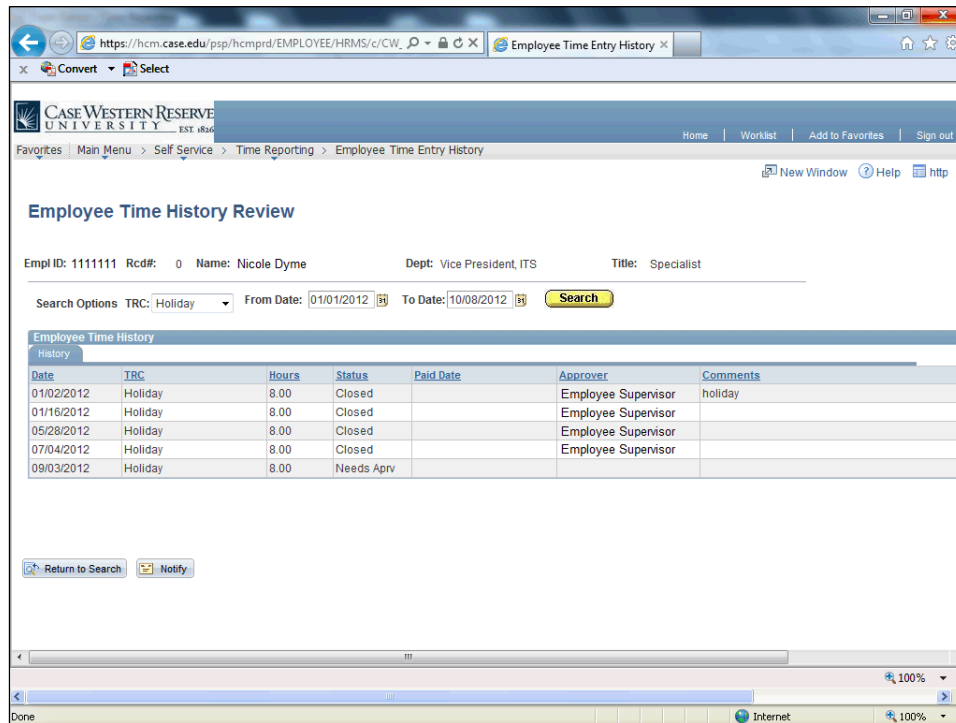 https://hcm.case.edu/psp/hcmprd/EMPLOYEE/HRMS/c/CW_ Employee Time Entry History
x Convert Select
CASE WESTERN RESERVE
UNIVERSITY EST. 1826
Home | Worklist | Add to Favorites | Sign out
Favorites | Main Menu > Self Service > Time Reporting > Employee Time Entry History
New Window Help http
Employee Time History Review
Empl ID: 1111111 Rcd#: 0 Name: Nicole Dyme Dept: Vice President, ITS Title: Specialist
Search Options TRC: Holiday From Date: 01/01/2012 31 To Date: 10/08/2012 31 Search
Employee Time History
History
Date TRC Hours Status Paid Date Approver Comments
01/02/2012 Holiday 8.00 Closed Employee Supervisor holiday
01/16/2012 Holiday 8.00 Closed Employee Supervisor
05/28/2012 Holiday 8.00 Closed Employee Supervisor
07/04/2012 Holiday 8.00 Closed Employee Supervisor
09/03/2012 Holiday 8.00 Needs Aprv
Return to Search Notify
100%
Done Internet 100%